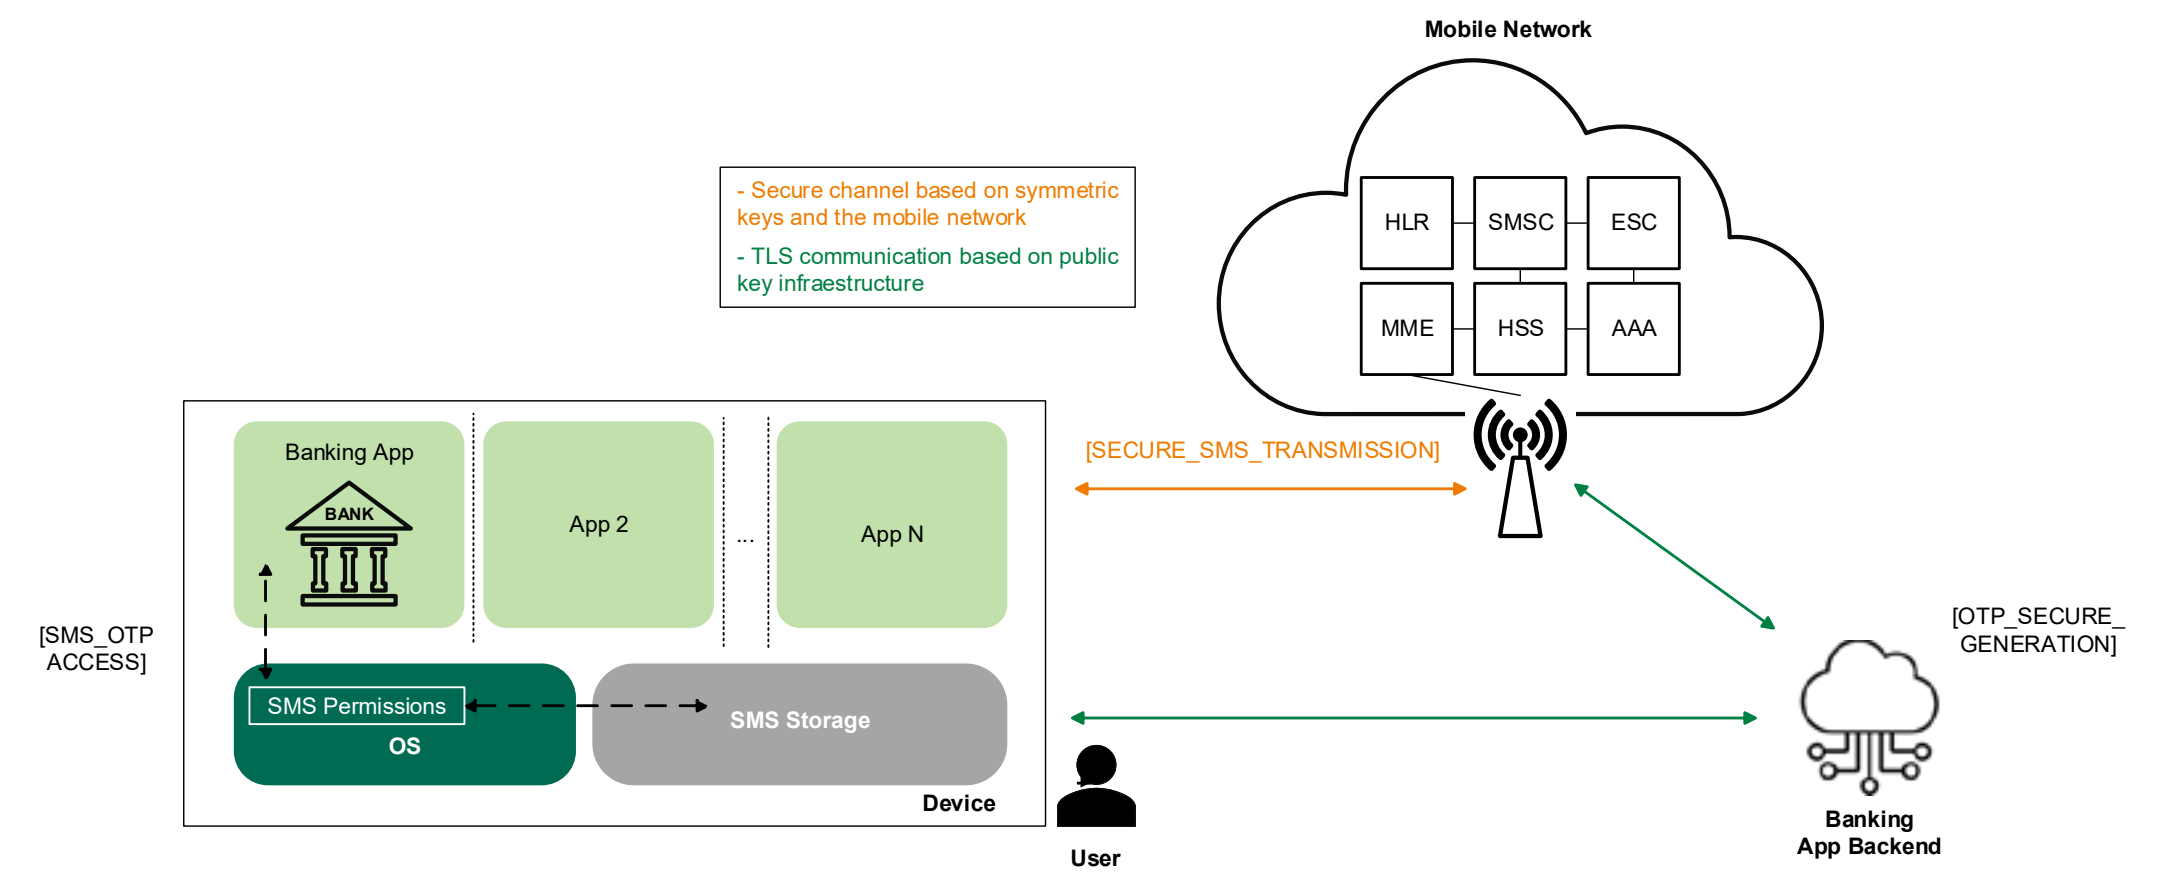 Mobile Network
- Secure channel based on symmetric
keys and the mobile network
- TLS communication based on public
key infraestructure
HLR
SMSC
ESC
MME
HSS
AAA
Banking App
BANK
App 2
...
App N
[SECURE_SMS_TRANSMISSION]
[SMS_OTP
ACCESS]
[OTP_SECURE_
GENERATION]
SMS Permissions
OS
SMS Storage
Device
User
Banking
App Backend